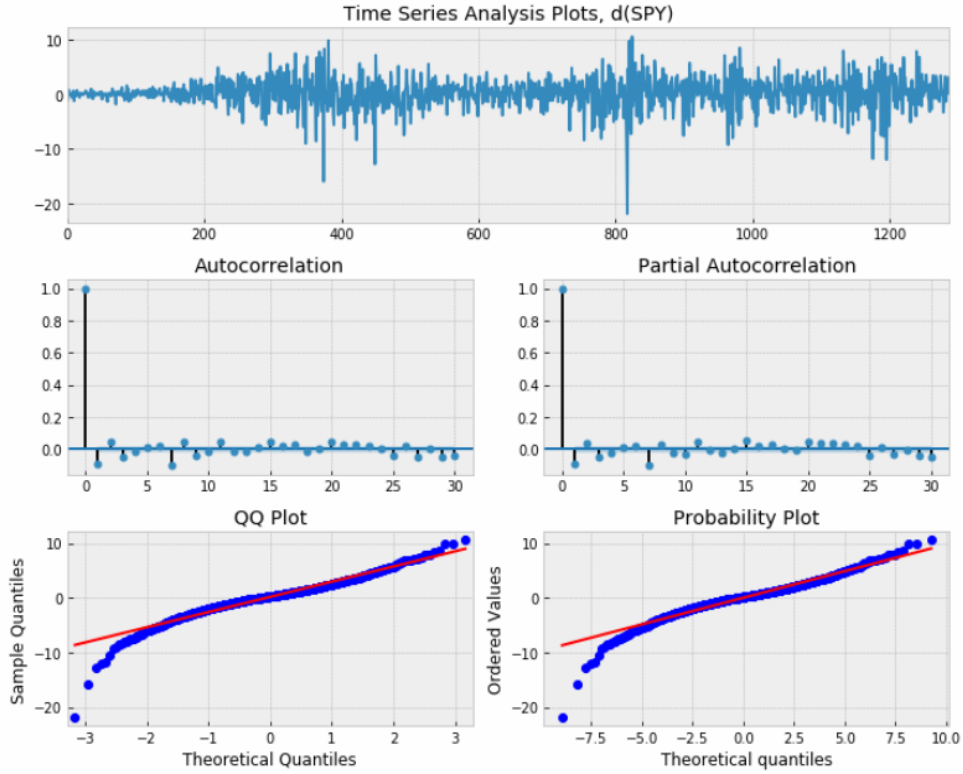 Time Series Analysis Plots, d(SPY)
10
0
−10
−20
0 200 400 600 800 1000 1200
Autocorrelation
1.0
0.8
0.6
0.4
0.2
0.0
0 5 10 15 20 25 30
Partial Autocorrelation
1.0
0.8
0.6
0.4
0.2
0.0
0 5 10 15 20 25 30
QQ Plot
Sample Quantiles
10
0
−10
−20
−3 −2 −1 0 1 2 3
Theoretical Quantiles
Probability Plot
Ordered Values
10
0
−10
−20
−7.5 −5.0 −2.5 0.0 2.5 5.0 7.5 10.0
Theoretical quantiles